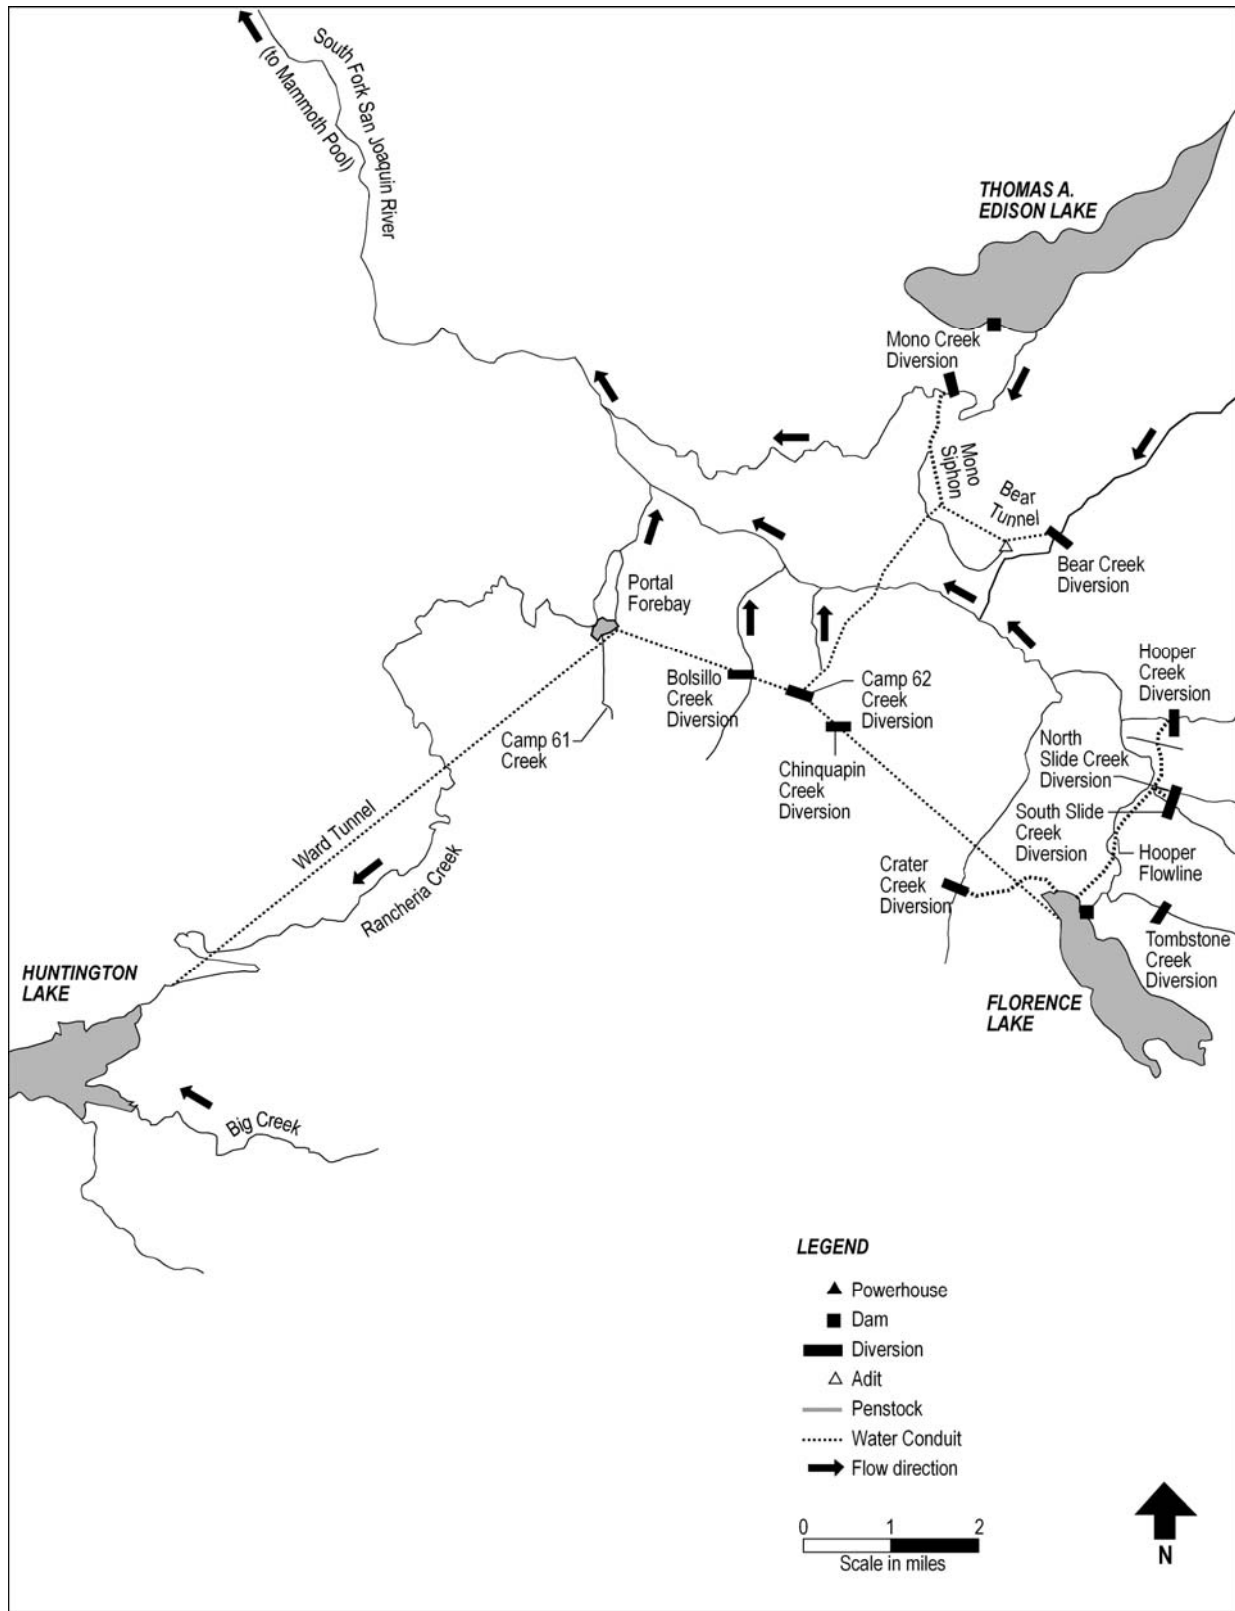 South Fork San Joaquin River
(to Mammoth Pool)
THOMAS A.
EDISON LAKE
Mono Creek
Diversion
Mono
Siphon
Bear
Tunnel
Bear Creek
Diversion
Portal
Forebay
Hooper
Creek
Diversion
Bolsillo
Creek
Diversion
Camp 62
Creek
Diversion
Camp 61
Creek
North
Slide Creek
Diversion
Chinquapin
Creek
Diversion
South Slide
Creek
Diversion
Ward Tunnel
Hooper
Flowline
Crater
Creek
Diversion
Rancheria Creek
Tombstone
Creek
Diversion
HUNTINGTON
LAKE
FLORENCE
LAKE
Big Creek
LEGEND
Powerhouse
Dam
Diversion
Adit
Penstock
Water Conduit
Flow direction
0 1 2
Scale in miles
N